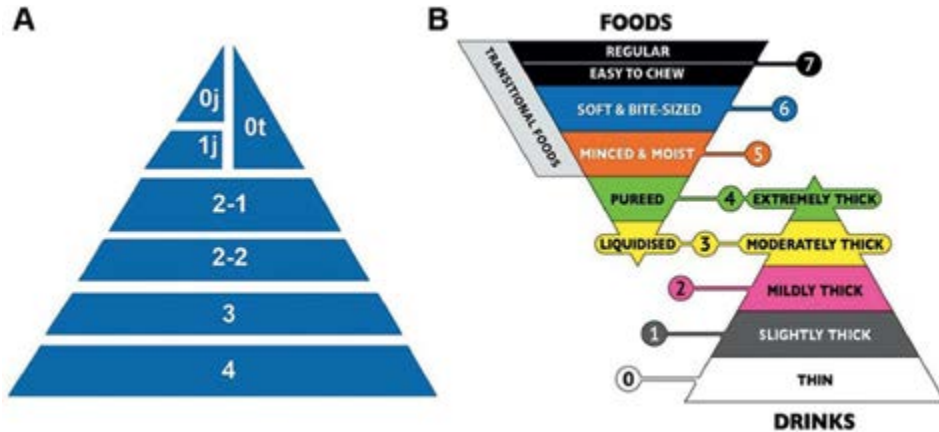 A
0j
0t
1j
2-1
2-2
3
4
B
FOODS
TRANSITIONAL FOODS
REGULAR
EASY TO CHEW
7
SOFT & BITE-SIZED
6
MINCED & MOIST
5
PUREED
4
EXTREMELY THICK
LIQUIDISED
3
MODERATELY THICK
2
MILDLY THICK
1
SLIGHTLY THICK
0
THIN
DRINKS